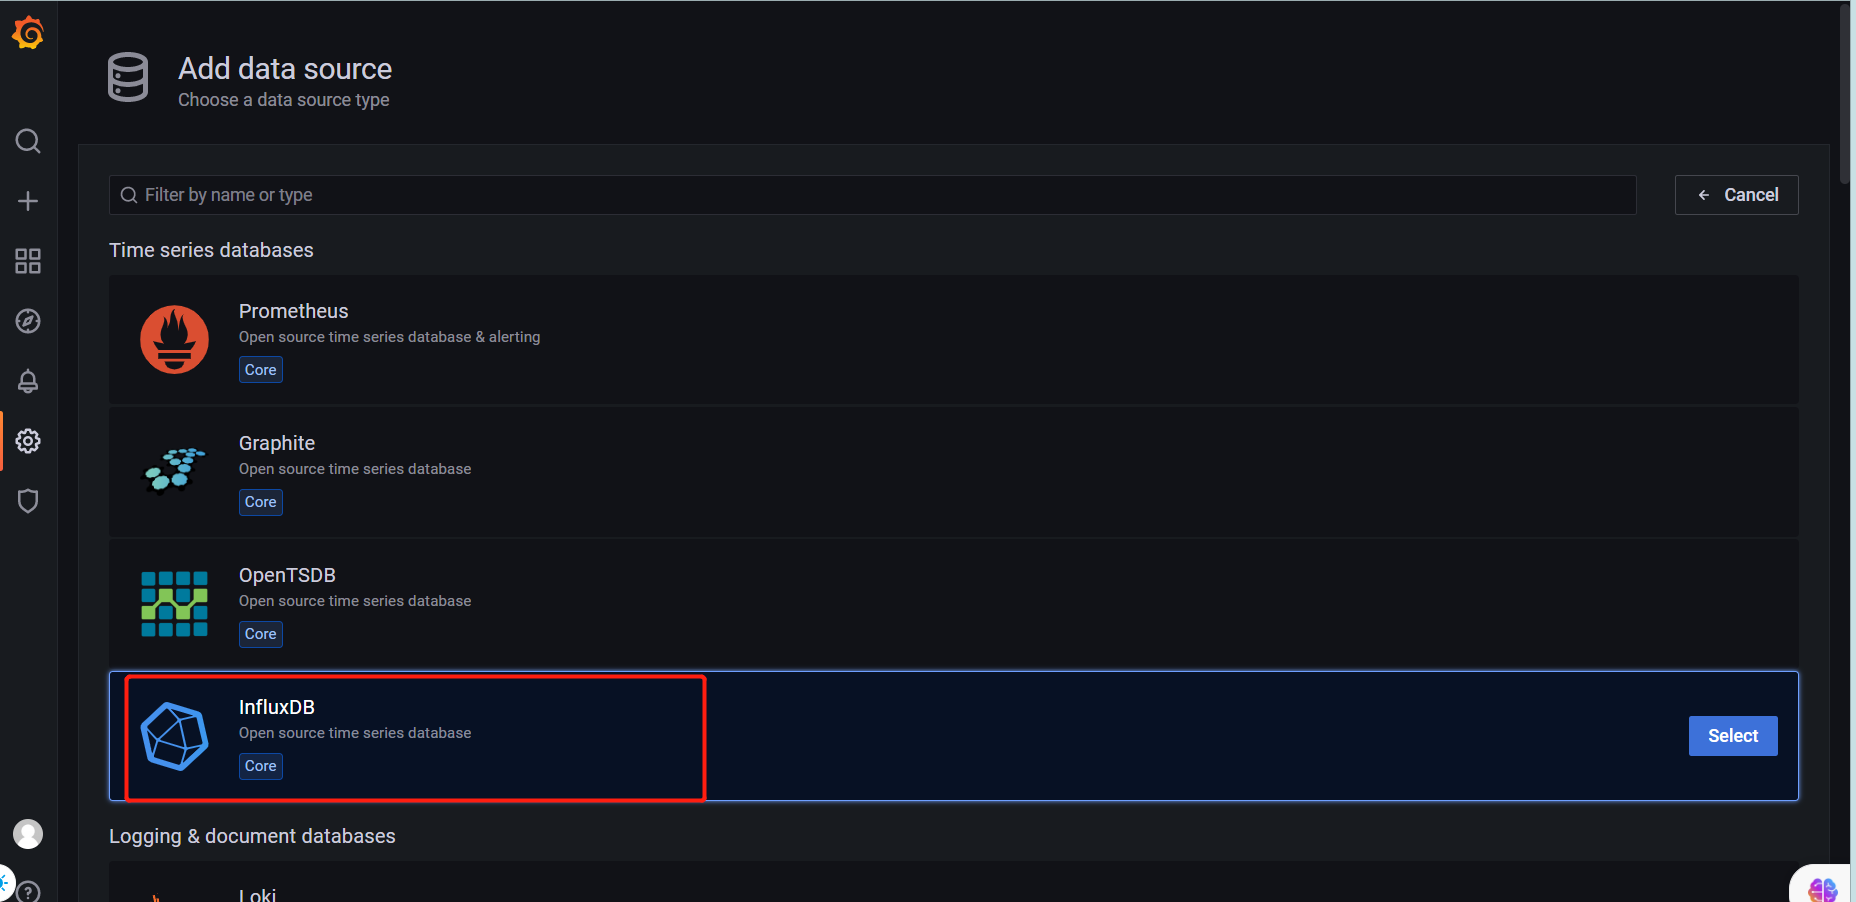 Add data source
Choose a data source type
Filter by name or type
Cancel
Time series databases
Prometheus
Open source time series database & alerting
Core
Graphite
Open source time series database
Core
OpenTSDB
Open source time series database
Core
InfluxDB
Open source time series database
Core
Select
Logging & document databases
Loki
?